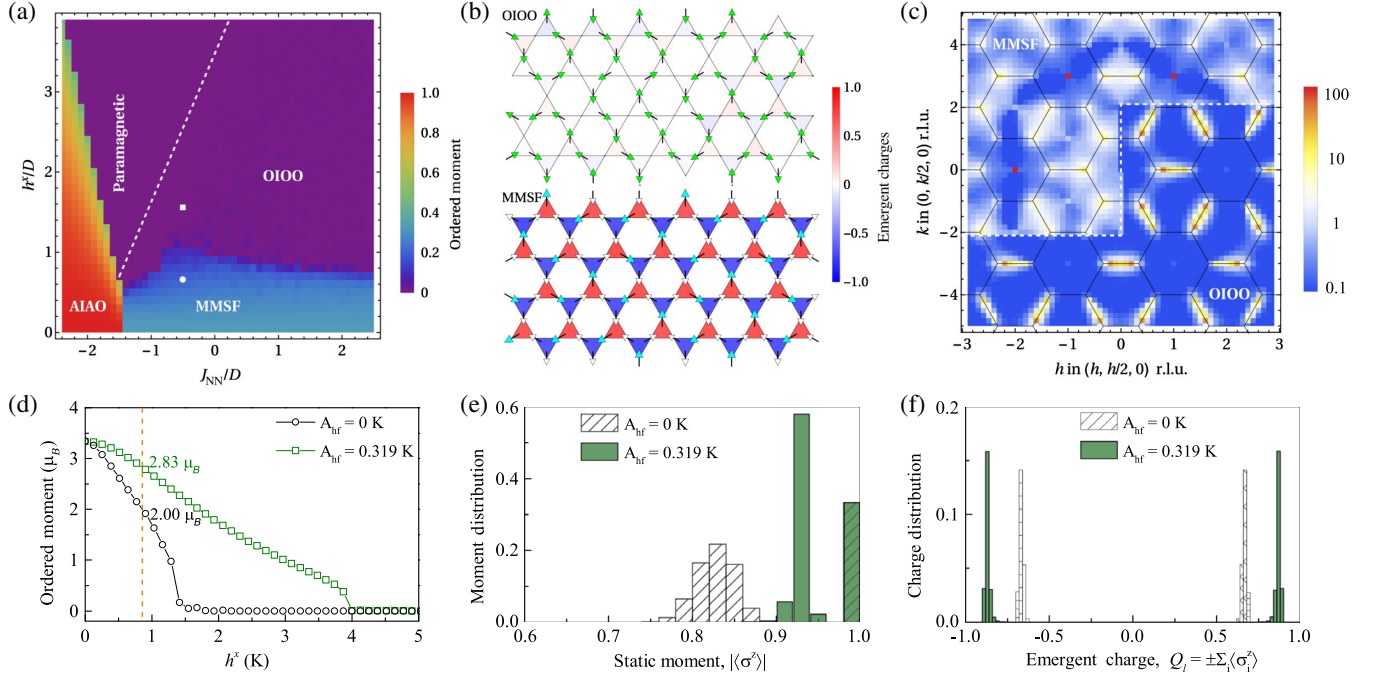 (a)
3
2
1
0
h^x/D
Paramagnetic
OIOO
AIAO
MMSF
−2
−1
0
1
2
J_NN/D
1.0
0.8
0.6
0.4
0.2
0
Ordered moment
(b)
OIOO
MMSF
1.0
0.5
0
−0.5
−1.0
Emergent charges
(c)
MMSF
OIOO
4
2
0
−2
−4
k in (0, k/2, 0) r.l.u.
−3
−2
−1
0
1
2
3
h in (h, h/2, 0) r.l.u.
100
10
1
0.1
(d)
4
3
2
1
0
Ordered moment (μ_B)
A_hf = 0 K
A_hf = 0.319 K
2.83 μ_B
2.00 μ_B
0
1
2
3
4
5
h^x (K)
(e)
0.6
0.4
0.2
0.0
Moment distribution
A_hf = 0 K
A_hf = 0.319 K
0.6
0.7
0.8
0.9
1.0
Static moment, |⟨σ^z⟩|
(f)
0.2
0.1
0.0
Charge distribution
A_hf = 0 K
A_hf = 0.319 K
-1.0
-0.5
0.0
0.5
1.0
Emergent charge, Q_i = ±Σ_i⟨σ_i^z⟩